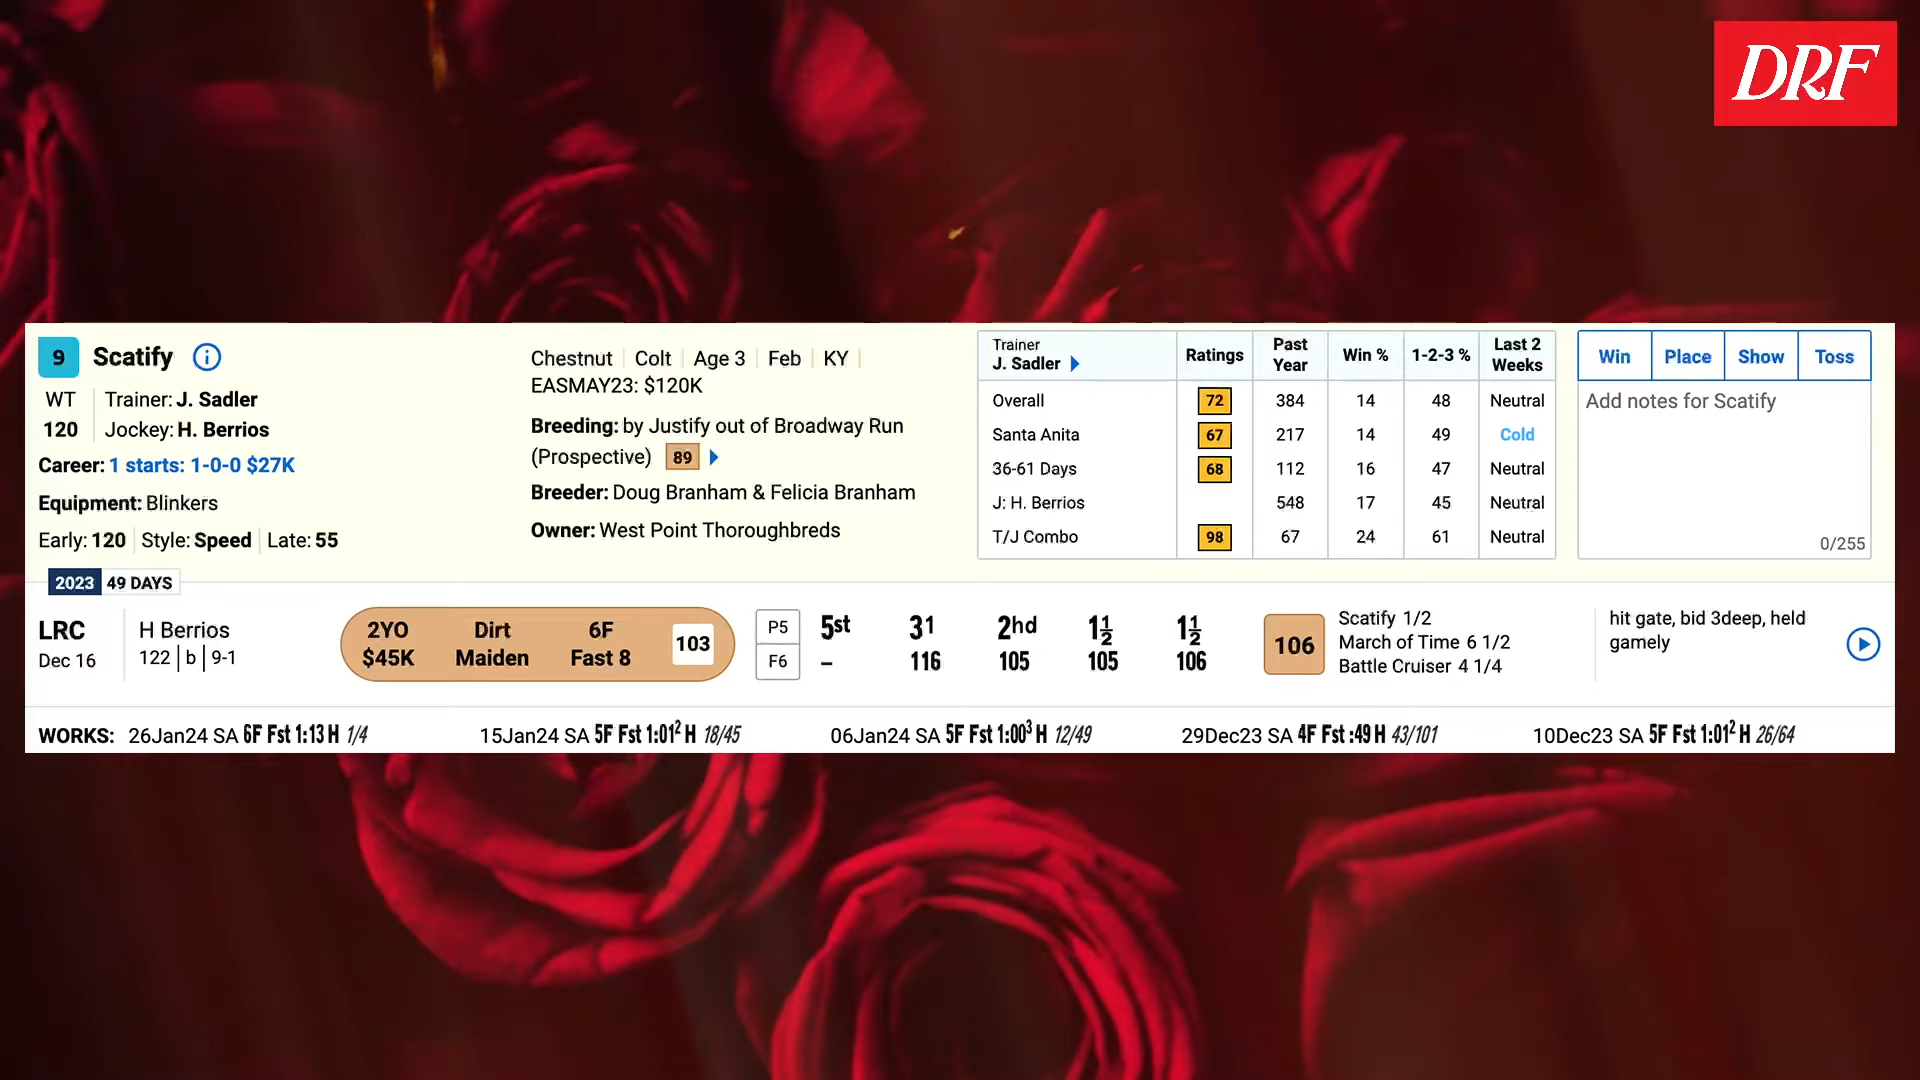 DRF
9 Scatify i
WT Trainer: J. Sadler
120 Jockey: H. Berrios
Career: 1 starts: 1-0-0 $27K
Equipment: Blinkers
Early: 120 Style: Speed Late: 55
Chestnut Colt Age 3 Feb KY
EASMAY23: $120K
Breeding: by Justify out of Broadway Run
(Prospective) 89
Breeder: Doug Branham & Felicia Branham
Owner: West Point Thoroughbreds
Trainer
J. Sadler Ratings Past Year Win % 1-2-3 % Last 2 Weeks
Overall 72 384 14 48 Neutral
Santa Anita 67 217 14 49 Cold
36-61 Days 68 112 16 47 Neutral
J: H. Berrios 548 17 45 Neutral
T/J Combo 98 67 24 61 Neutral
Win Place Show Toss
Add notes for Scatify
0/255
2023 49 DAYS
LRC
Dec 16
H Berrios
122 | b | 9-1
2YO Dirt 6F
$45K Maiden Fast 8
103
P5
F6
5st 3¹ 2hd 1½ 1½
– 116 105 105 106
106
Scatify 1/2
March of Time 6 1/2
Battle Cruiser 4 1/4
hit gate, bid 3deep, held
gamely
WORKS: 26Jan24 SA 6F Fst 1:13 H 1/4 15Jan24 SA 5F Fst 1:01² H 18/45 06Jan24 SA 5F Fst 1:00³ H 12/49 29Dec23 SA 4F Fst :49 H 43/101 10Dec23 SA 5F Fst 1:01² H 26/64